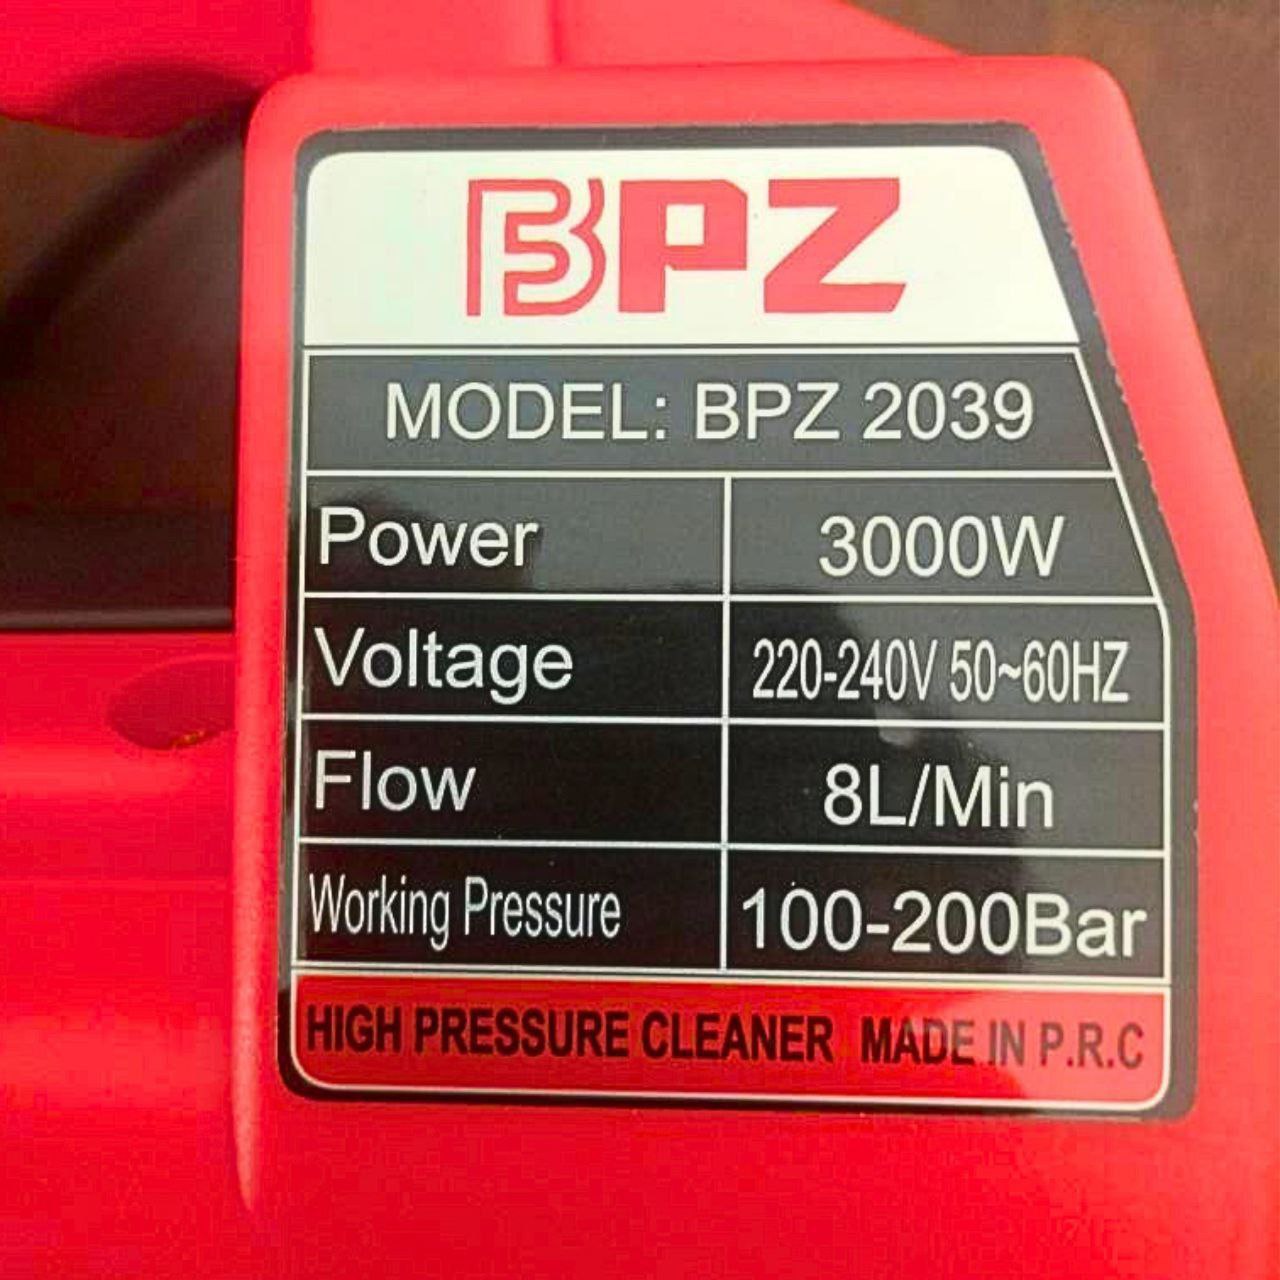 BPZ
MODEL: BPZ 2039
Power 3000W
Voltage 220-240V 50~60HZ
Flow 8L/Min
Working Pressure 100-200Bar
HIGH PRESSURE CLEANER MADE IN P.R.C